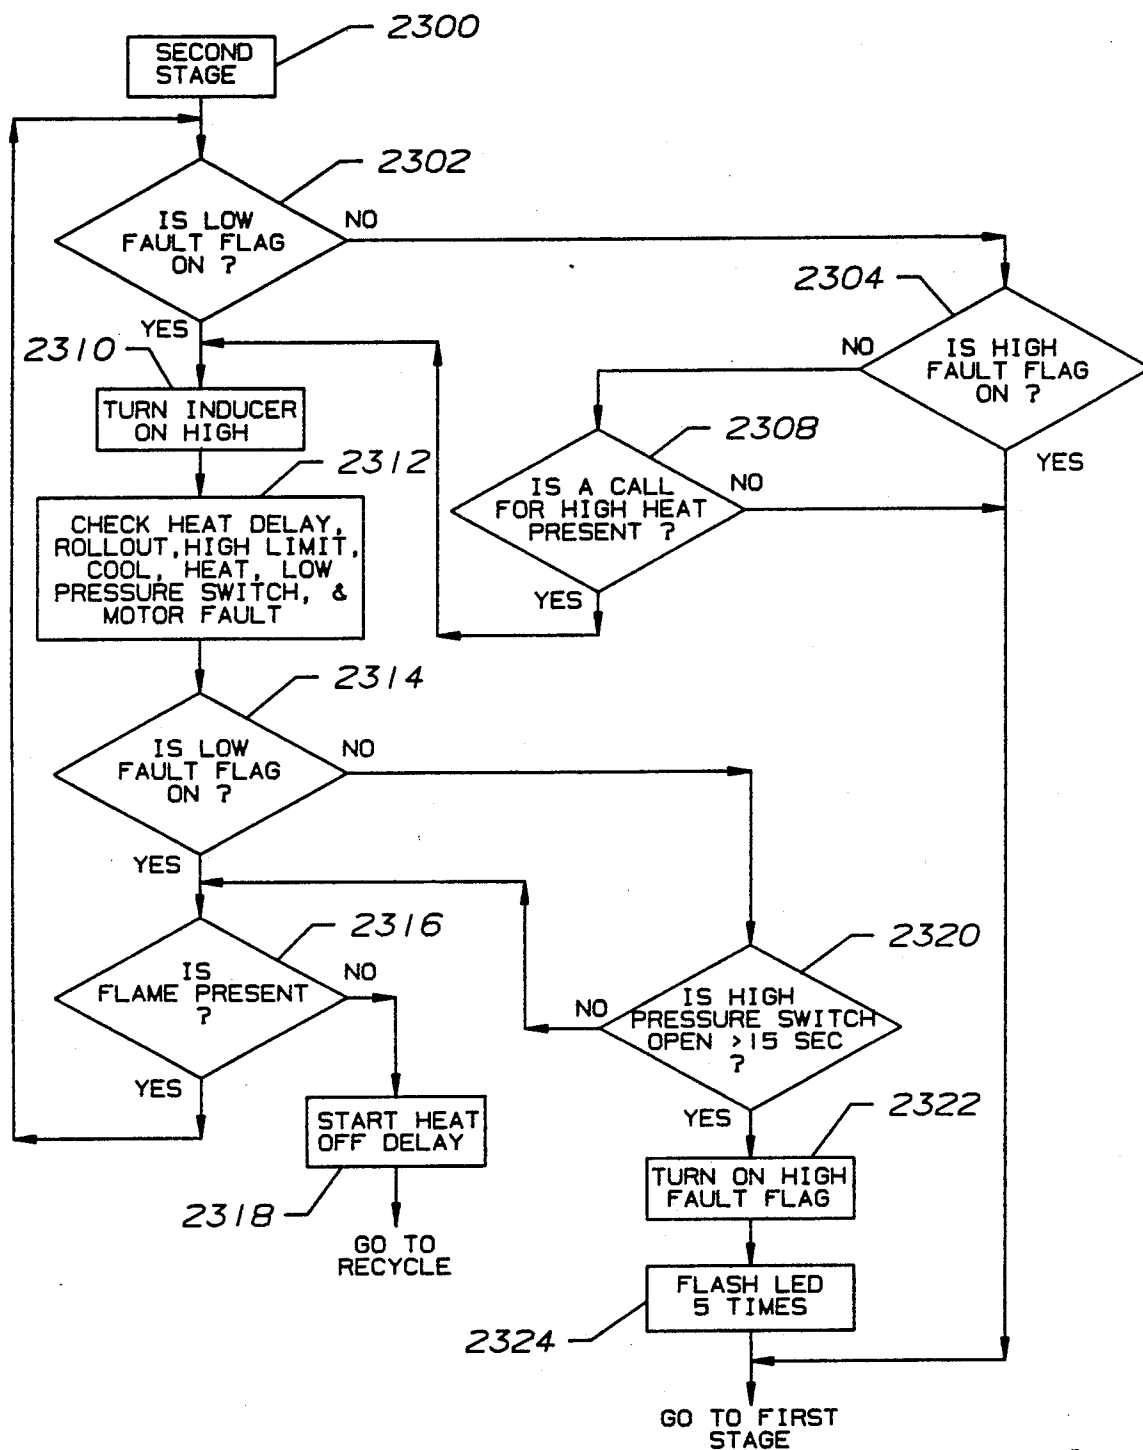 2300
SECOND
STAGE
2302
IS LOW
FAULT FLAG
ON ?
NO
YES
2304
IS HIGH
FAULT FLAG
ON ?
NO
YES
2308
IS A CALL
FOR HIGH HEAT
PRESENT ?
NO
YES
2310
TURN INDUCER
ON HIGH
2312
CHECK HEAT DELAY,
ROLLOUT, HIGH LIMIT,
COOL, HEAT, LOW
PRESSURE SWITCH, &
MOTOR FAULT
2314
IS LOW
FAULT FLAG
ON ?
NO
YES
2316
IS
FLAME PRESENT
?
NO
YES
2320
IS HIGH
PRESSURE SWITCH
OPEN >15 SEC
?
NO
YES
START HEAT
OFF DELAY
2318
GO TO
RECYCLE
2322
TURN ON HIGH
FAULT FLAG
FLASH LED
5 TIMES
2324
GO TO FIRST
STAGE